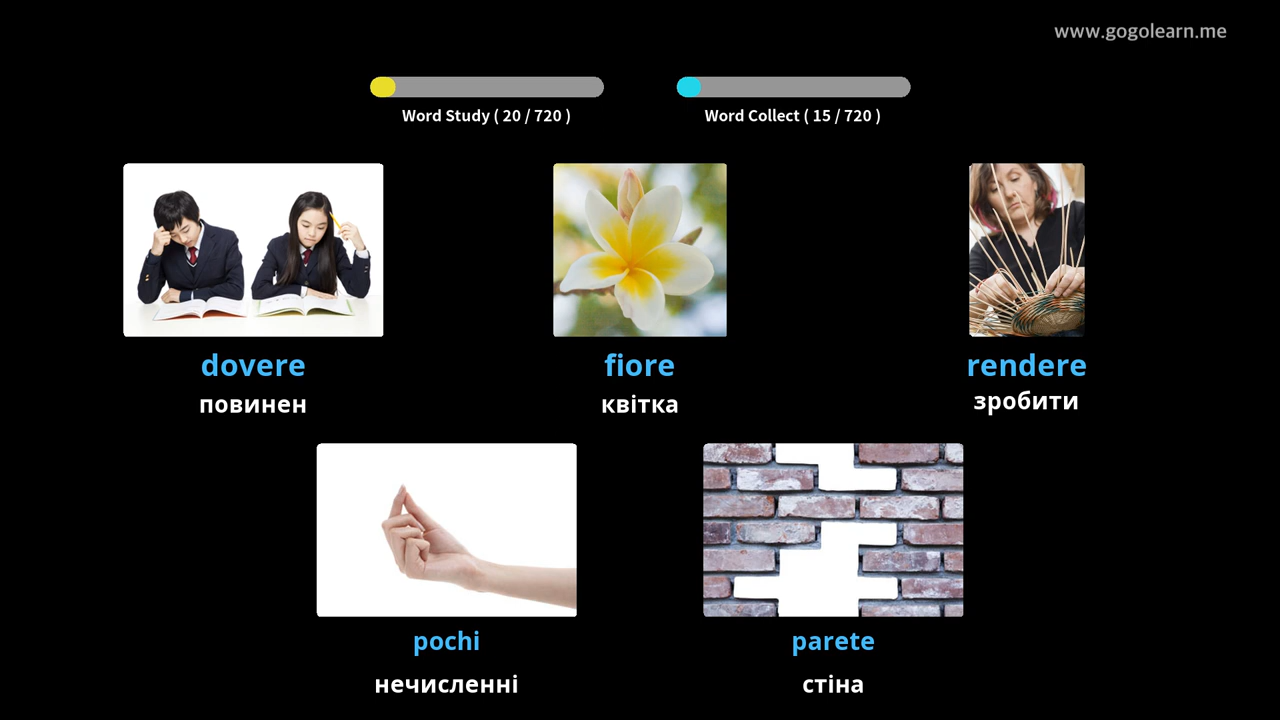 www.gogolearn.me
Word Study ( 20 / 720 )
Word Collect ( 15 / 720 )
dovere
повинен
fiore
квітка
rendere
зробити
pochi
нечисленні
parete
стіна